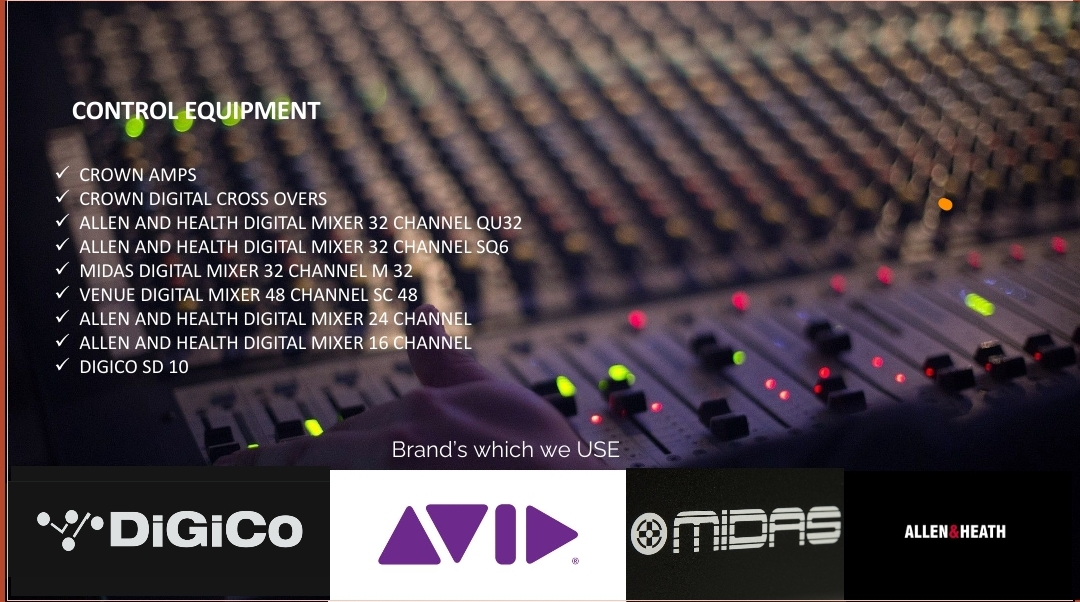 CONTROL EQUIPMENT
✓ CROWN AMPS
✓ CROWN DIGITAL CROSS OVERS
✓ ALLEN AND HEALTH DIGITAL MIXER 32 CHANNEL QU32
✓ ALLEN AND HEALTH DIGITAL MIXER 32 CHANNEL SQ6
✓ MIDAS DIGITAL MIXER 32 CHANNEL M 32
✓ VENUE DIGITAL MIXER 48 CHANNEL SC 48
✓ ALLEN AND HEALTH DIGITAL MIXER 24 CHANNEL
✓ ALLEN AND HEALTH DIGITAL MIXER 16 CHANNEL
✓ DIGICO SD 10
Brand's which we USE
DiGiCo
AVID®
MIDAS
ALLEN&HEATH